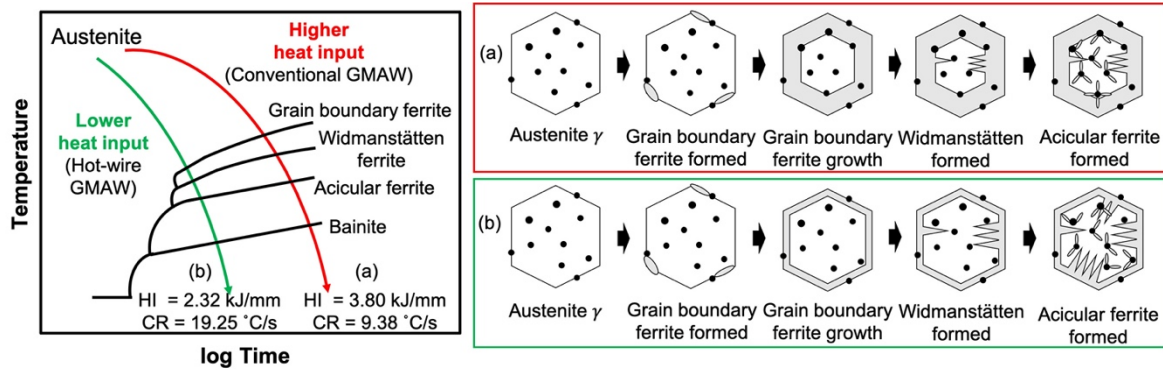 Temperature
Austenite
Higher
heat input
(Conventional GMAW)
Lower
heat input
(Hot-wire
GMAW)
Grain boundary ferrite
Widmanstätten
ferrite
Acicular ferrite
Bainite
(b)
HI = 2.32 kJ/mm
CR = 19.25 ˚C/s
(a)
HI = 3.80 kJ/mm
CR = 9.38 ˚C/s
log Time
(a)
Austenite γ
Grain boundary
ferrite formed
Grain boundary
ferrite growth
Widmanstätten
formed
Acicular ferrite
formed
(b)
Austenite γ
Grain boundary
ferrite formed
Grain boundary
ferrite growth
Widmanstätten
formed
Acicular ferrite
formed